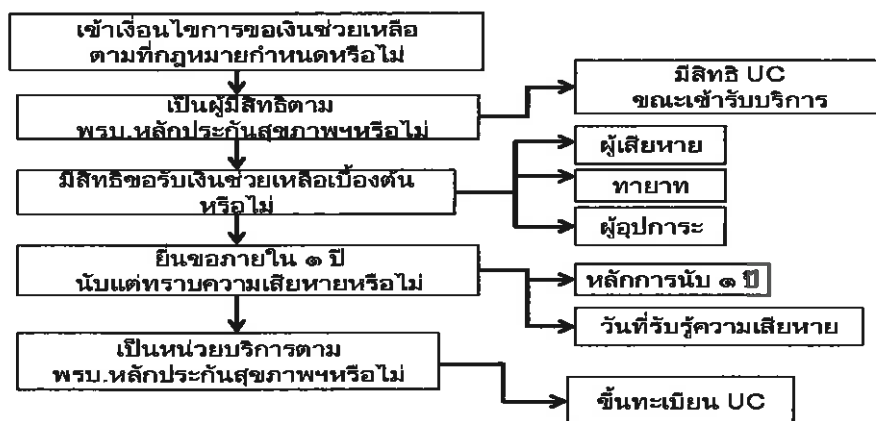 เข้าเงื่อนไขการขอเงินช่วยเหลือ
ตามที่กฎหมายกำหนดหรือไม่
เป็นผู้มีสิทธิตาม
พรบ.หลักประกันสุขภาพฯหรือไม่
มีสิทธิ UC
ขณะเข้ารับบริการ
มีสิทธิขอรับเงินช่วยเหลือเบื้องต้น
หรือไม่
ผู้เสียหาย
ทายาท
ผู้อุปการะ
ยื่นขอภายใน ๑ ปี
นับแต่ทราบความเสียหายหรือไม่
หลักการนับ ๑ ปี
วันที่รับรู้ความเสียหาย
เป็นหน่วยบริการตาม
พรบ.หลักประกันสุขภาพฯหรือไม่
ขึ้นทะเบียน UC